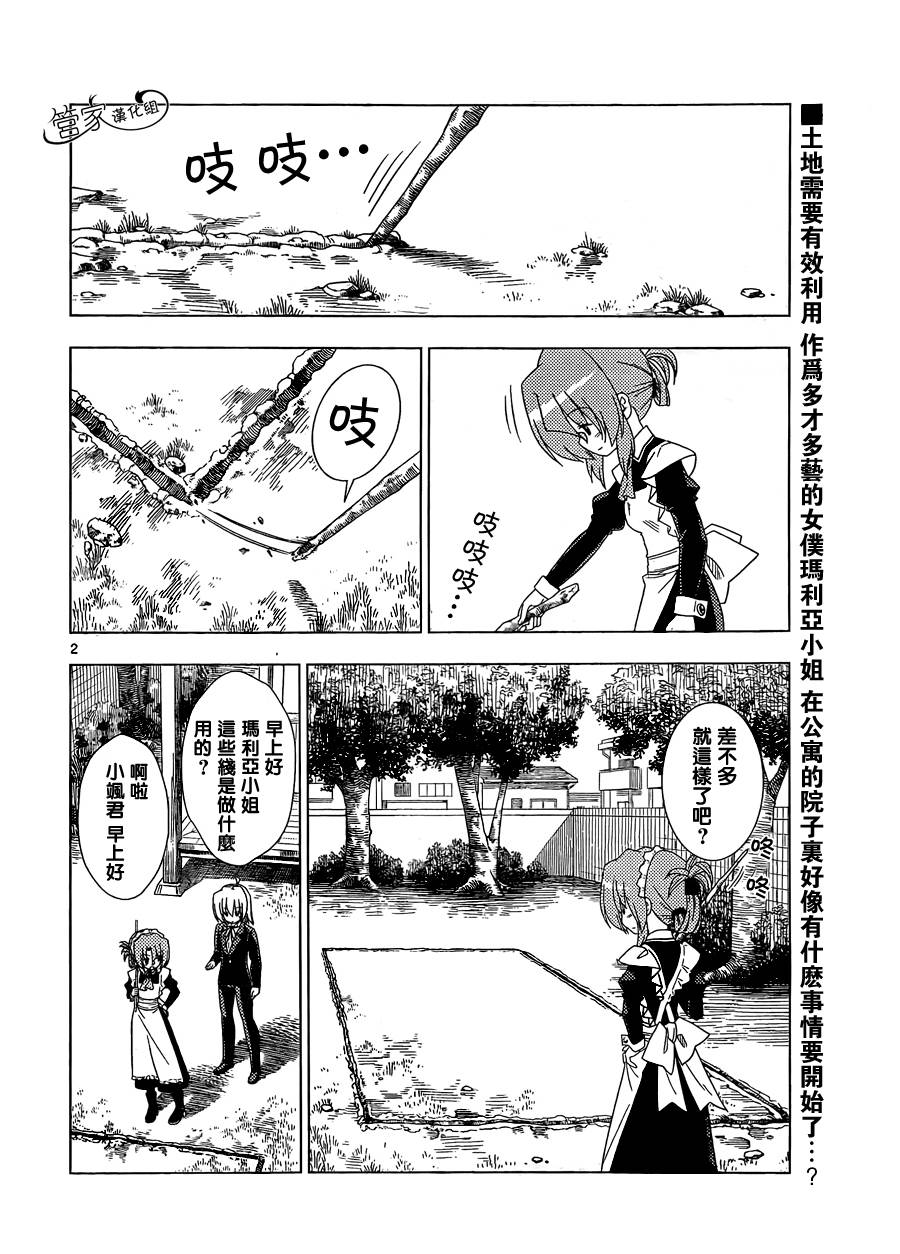 ■土地需要有效利用 作爲多才多藝的女僕瑪利亞小姐 在公寓的院子裏好像有什麼事情要開始了‥‥?
管家
漢化組
吱 吱…
吱吱吱…
吱
2
差不多
就這樣了吧?
咚
咚
早上好
瑪利亞小姐
這些綫是做什麼
用的?
啊啦
小颯君 早上好